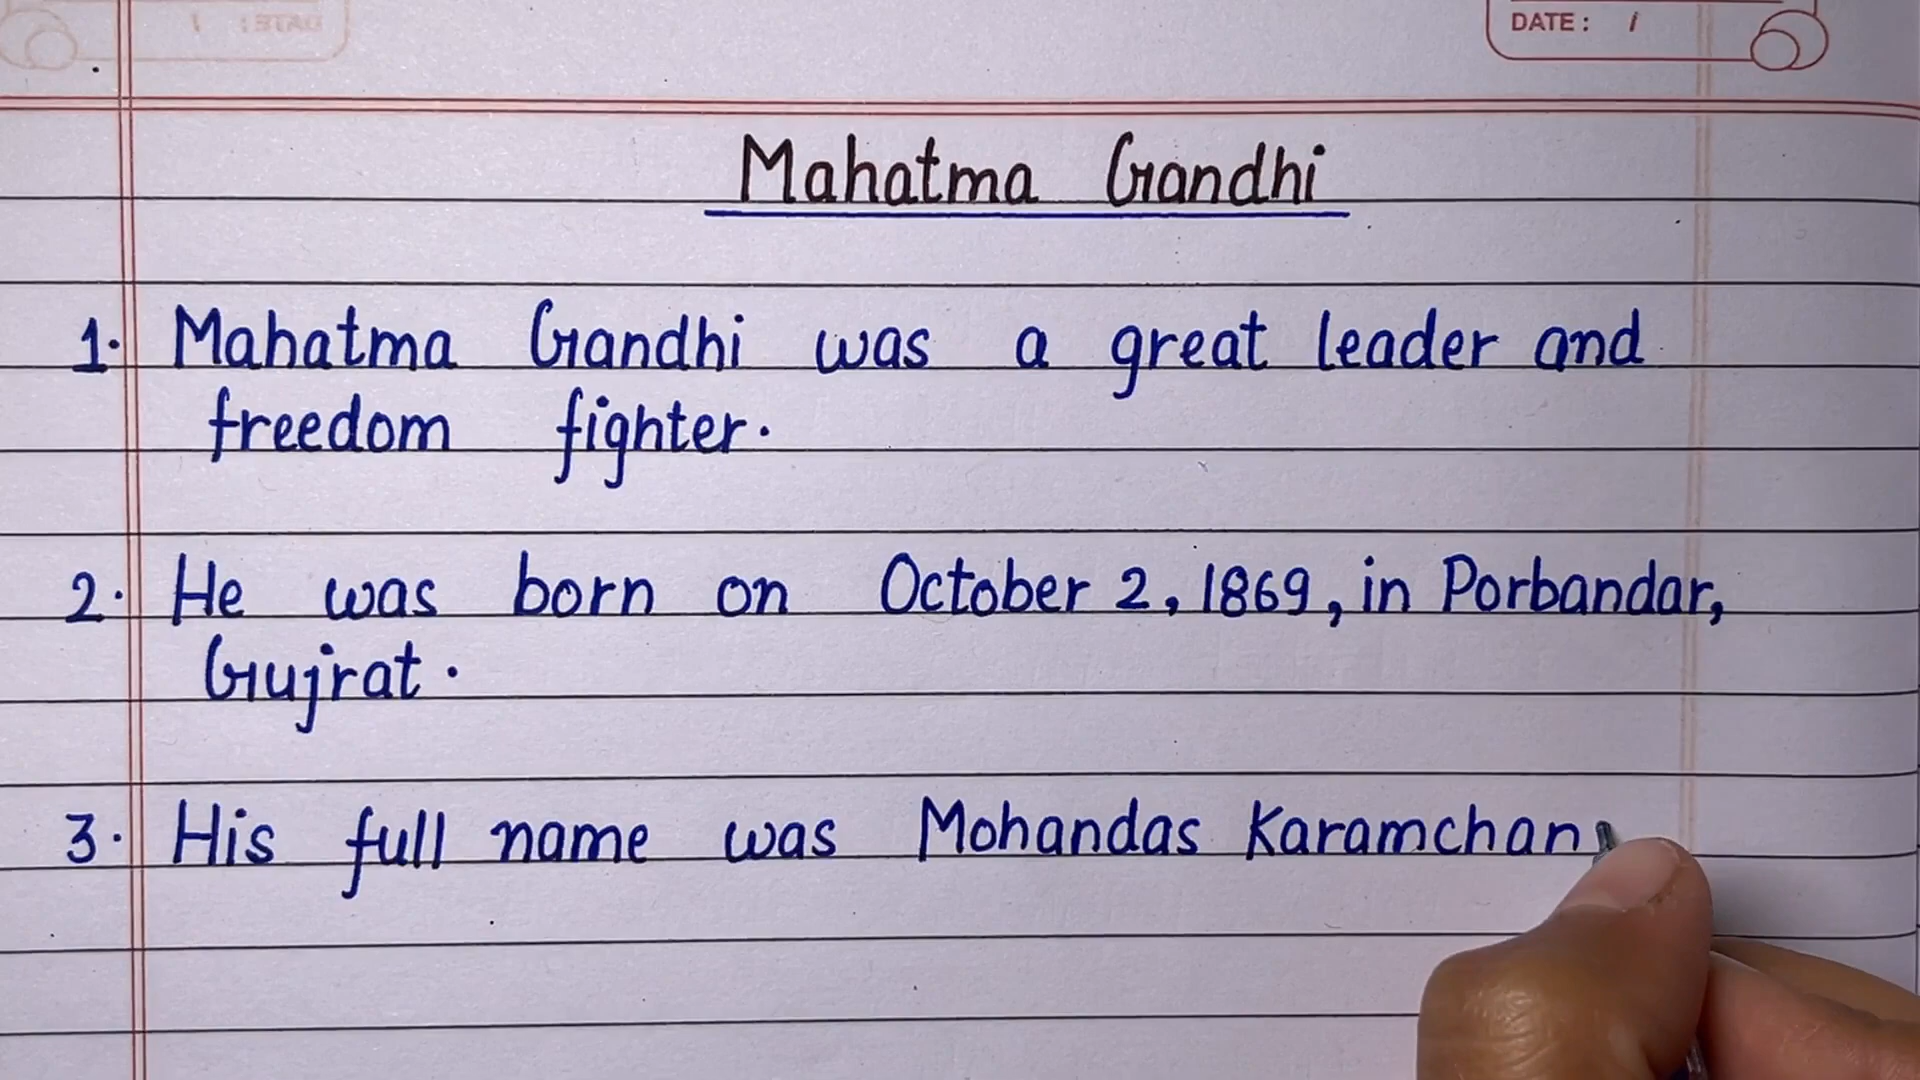 DATE :
Mahatma Gandhi
1. Mahatma Gandhi was a great leader and
freedom fighter.
2. He was born on October 2, 1869, in Porbandar,
Gujrat.
3. His full name was Mohandas Karamchan